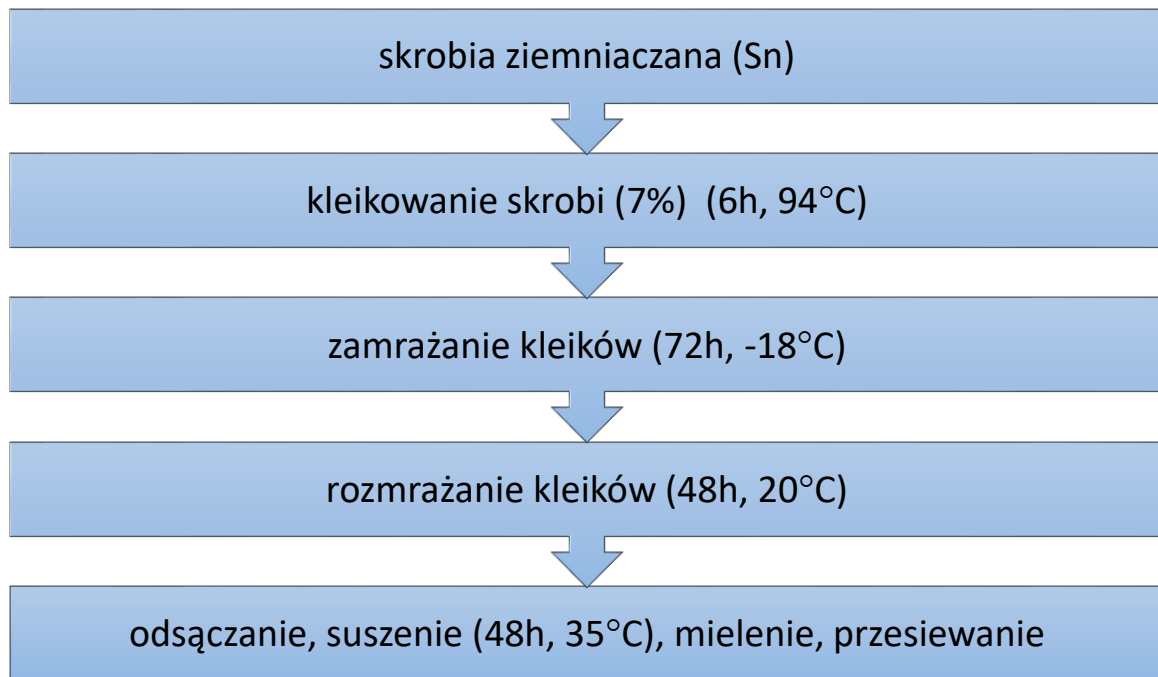 skrobia ziemniaczana (Sn)
kleikowanie skrobi (7%) (6h, 94°C)
zamrażanie kleików (72h, -18°C)
rozmrażanie kleików (48h, 20°C)
odsączanie, suszenie (48h, 35°C), mielenie, przesiewanie